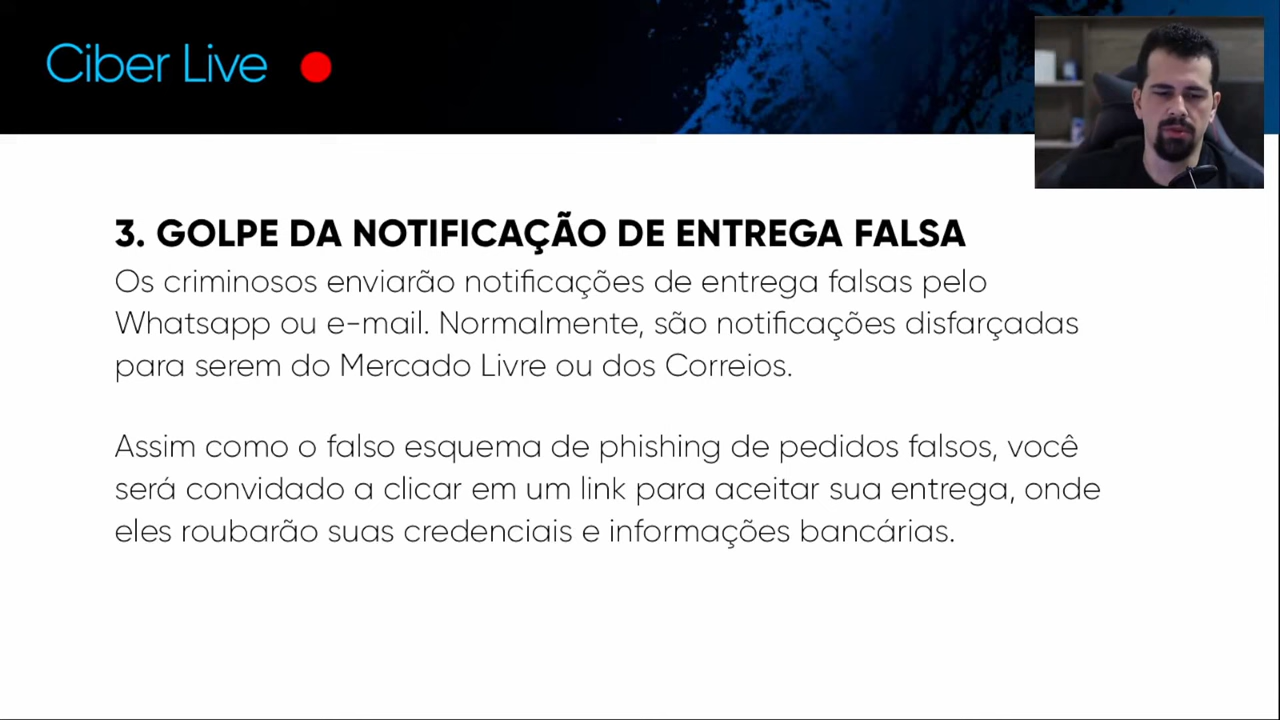 Ciber Live
3. GOLPE DA NOTIFICAÇÃO DE ENTREGA FALSA
Os criminosos enviarão notificações de entrega falsas pelo
Whatsapp ou e-mail. Normalmente, são notificações disfarçadas
para serem do Mercado Livre ou dos Correios.
Assim como o falso esquema de phishing de pedidos falsos, você
será convidado a clicar em um link para aceitar sua entrega, onde
eles roubarão suas credenciais e informações bancárias.